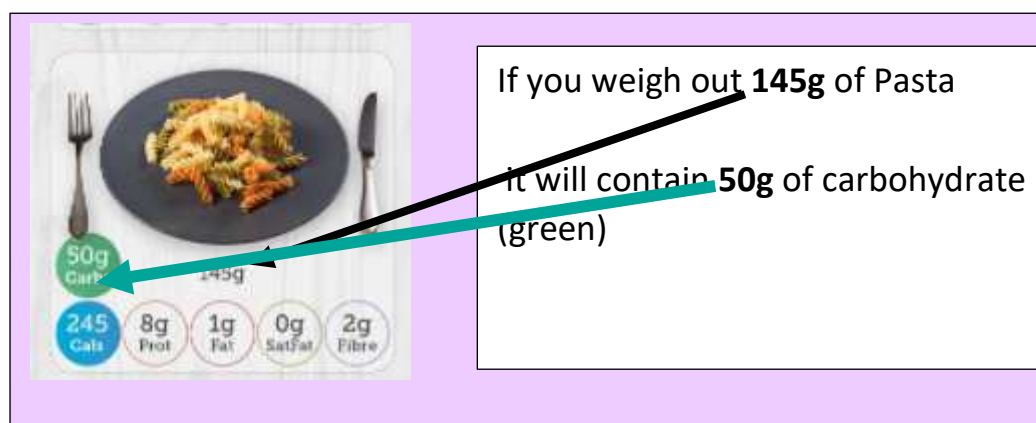 If you weigh out 145g of Pasta
it will contain 50g of carbohydrate
(green)
50g
Carb
145g
245
Cals
8g
Prot
1g
Fat
0g
SatFat
2g
Fibre